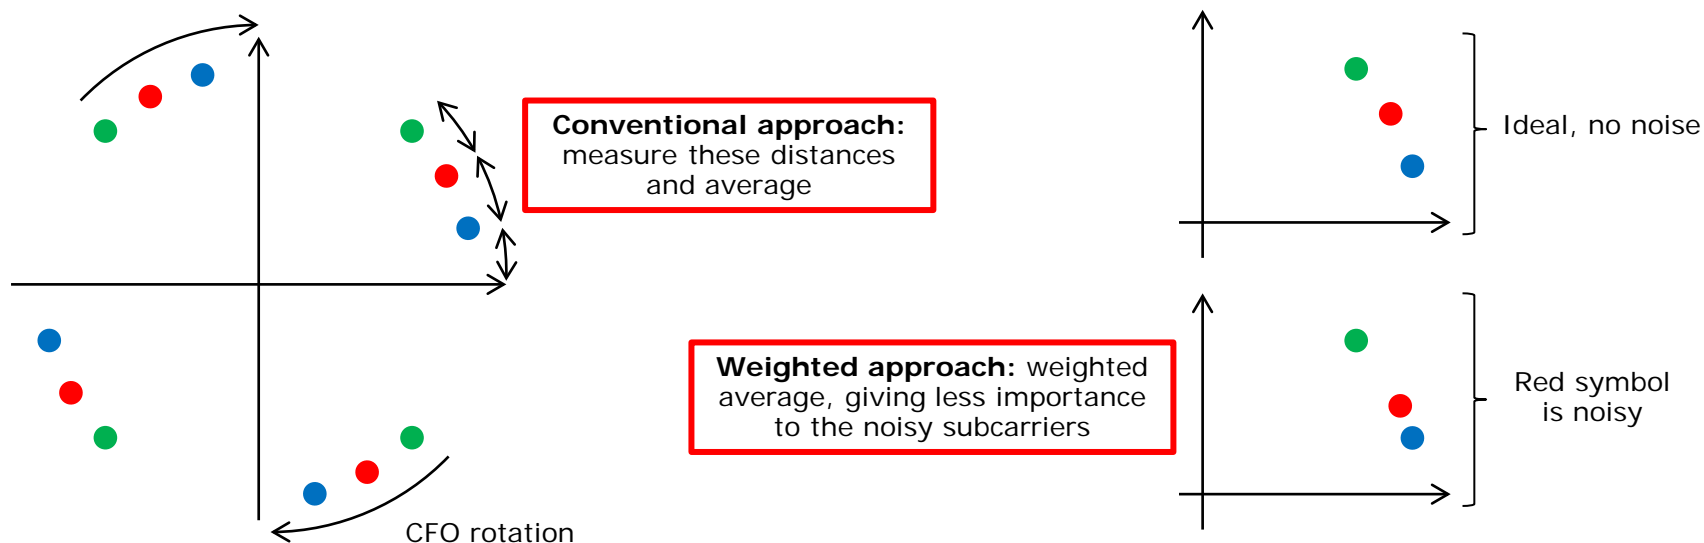 Conventional approach:
measure these distances
and average
Ideal, no noise
Weighted approach: weighted
average, giving less importance
to the noisy subcarriers
Red symbol
is noisy
CFO rotation